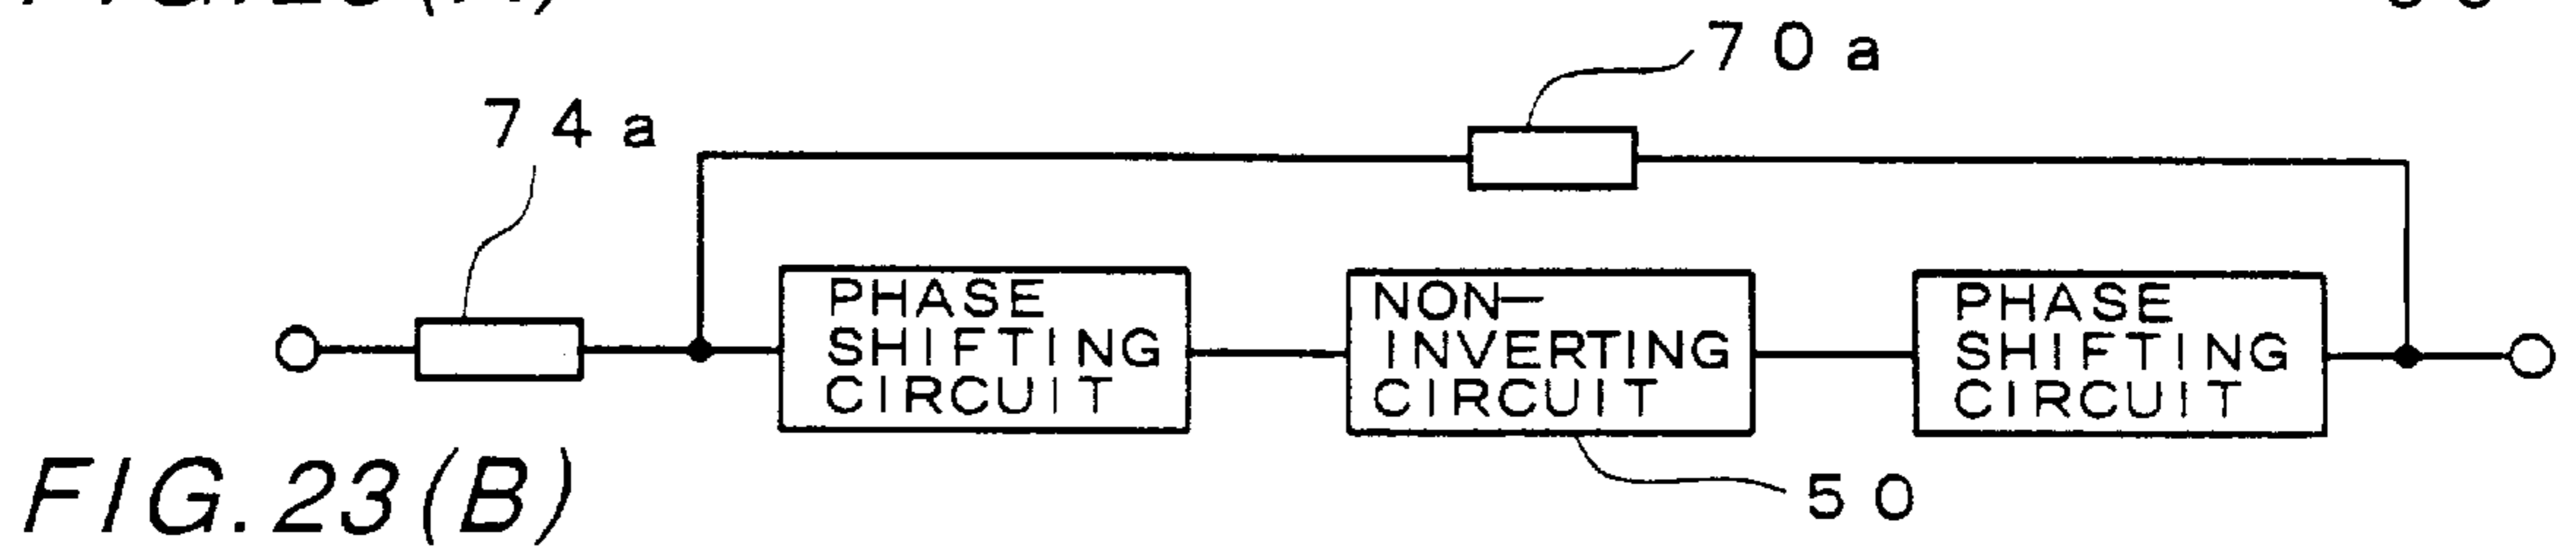 70a
74a
PHASE
SHIFTING
CIRCUIT
NON-
INVERTING
CIRCUIT
PHASE
SHIFTING
CIRCUIT
50
FIG.23(B)